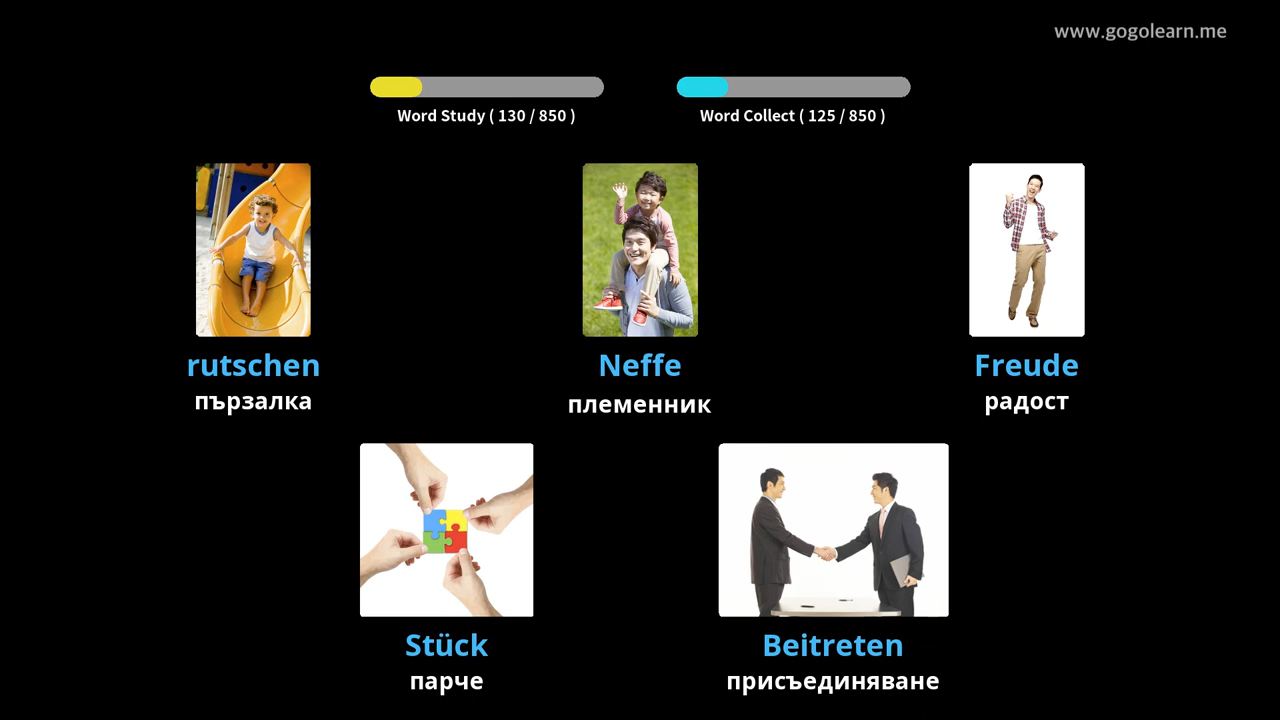 www.gogolearn.me
Word Study ( 130 / 850 )
Word Collect ( 125 / 850 )
rutschen
пързалка
Neffe
племенник
Freude
радост
Stück
парче
Beitreten
присъединяване